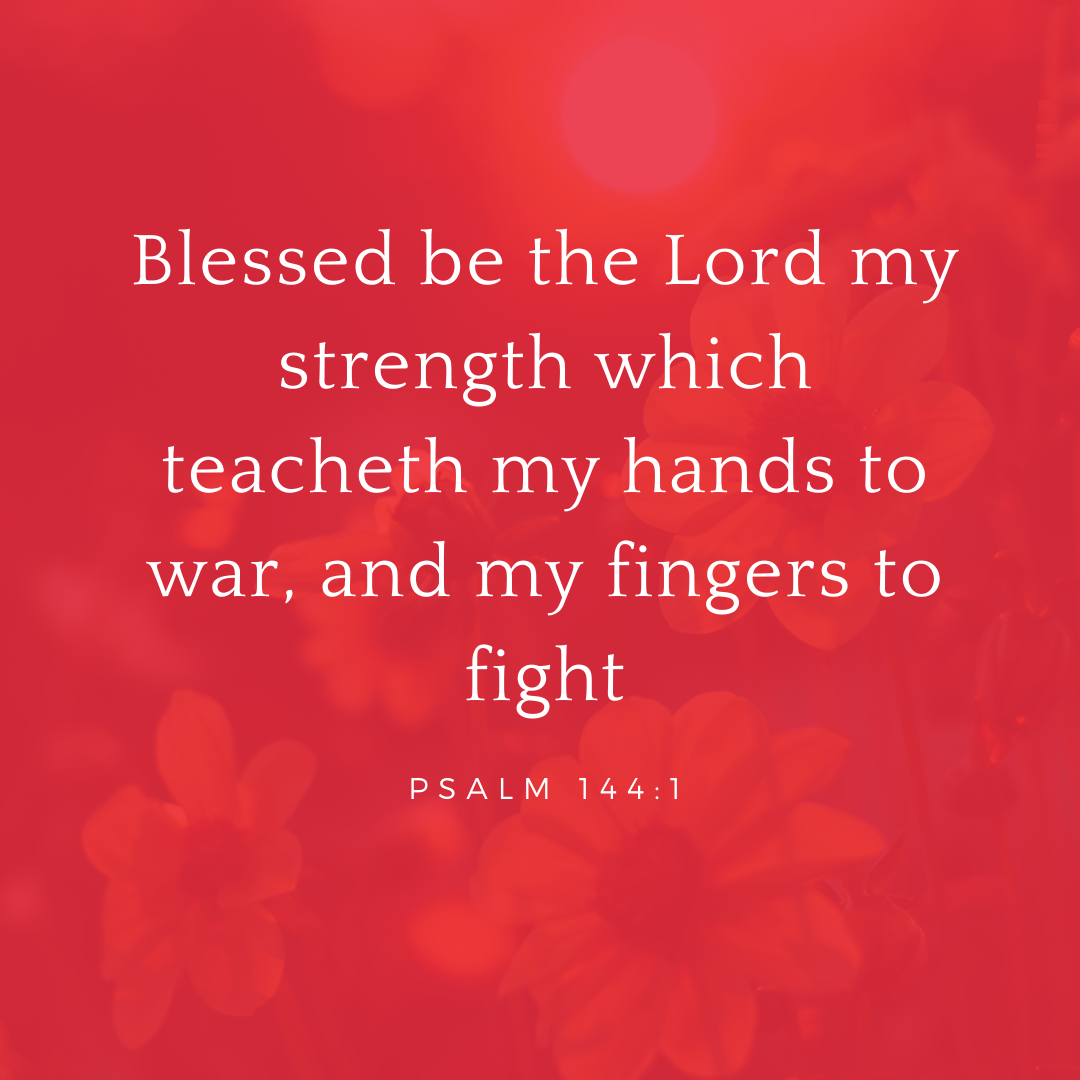 Blessed be the Lord my
strength which
teacheth my hands to
war, and my fingers to
fight
PSALM 144:1